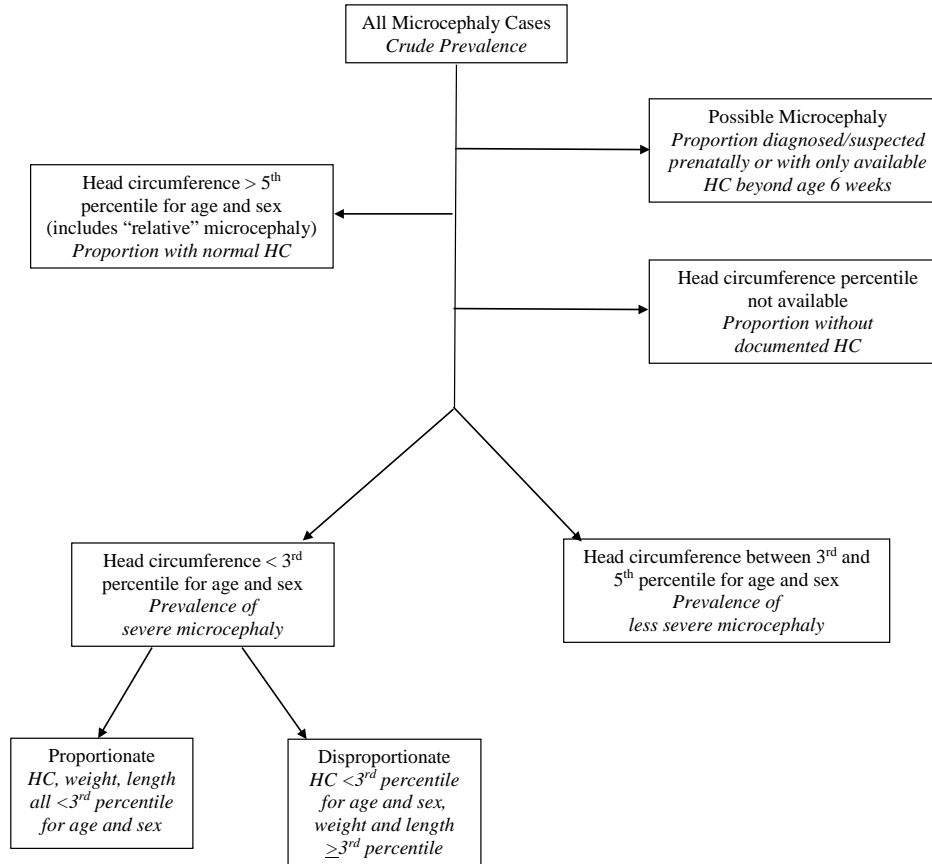 All Microcephaly Cases
Crude Prevalence
Possible Microcephaly
Proportion diagnosed/suspected
prenatally or with only available
HC beyond age 6 weeks
Head circumference > 5th
percentile for age and sex
(includes “relative” microcephaly)
Proportion with normal HC
Head circumference percentile
not available
Proportion without
documented HC
Head circumference < 3rd
percentile for age and sex
Prevalence of
severe microcephaly
Head circumference between 3rd and
5th percentile for age and sex
Prevalence of
less severe microcephaly
Proportionate
HC, weight, length
all <3rd percentile
for age and sex
Disproportionate
HC <3rd percentile
for age and sex,
weight and length
≥3rd percentile